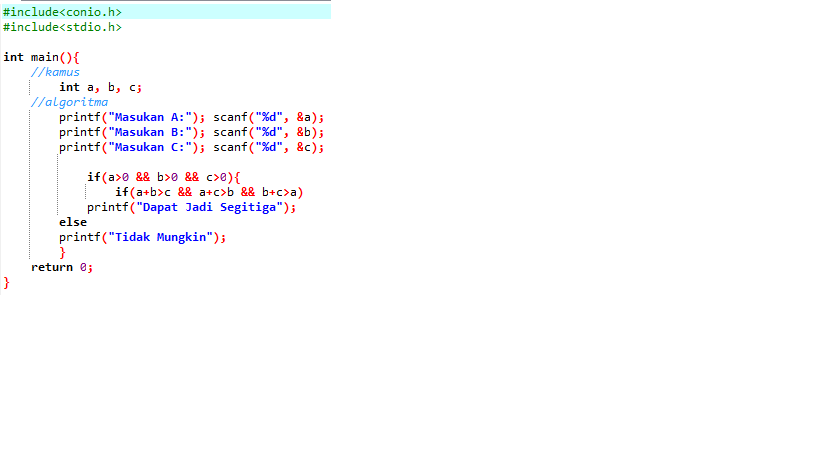 #include<conio.h>
#include<stdio.h>
int main(){
//kamus
int a, b, c;
//algoritma
printf("Masukan A:"); scanf("%d", &a);
printf("Masukan B:"); scanf("%d", &b);
printf("Masukan C:"); scanf("%d", &c);
if(a>0 && b>0 && c>0){
if(a+b>c && a+c>b && b+c>a)
printf("Dapat Jadi Segitiga");
else
printf("Tidak Mungkin");
}
return 0;
}